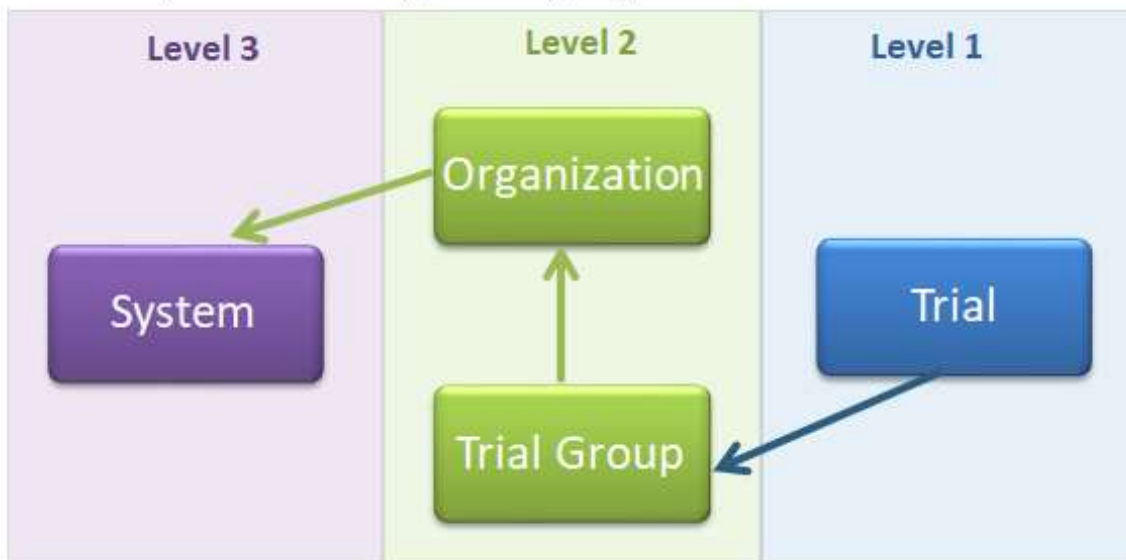 Level 3
Level 2
Level 1
Organization
System
Trial
Trial Group